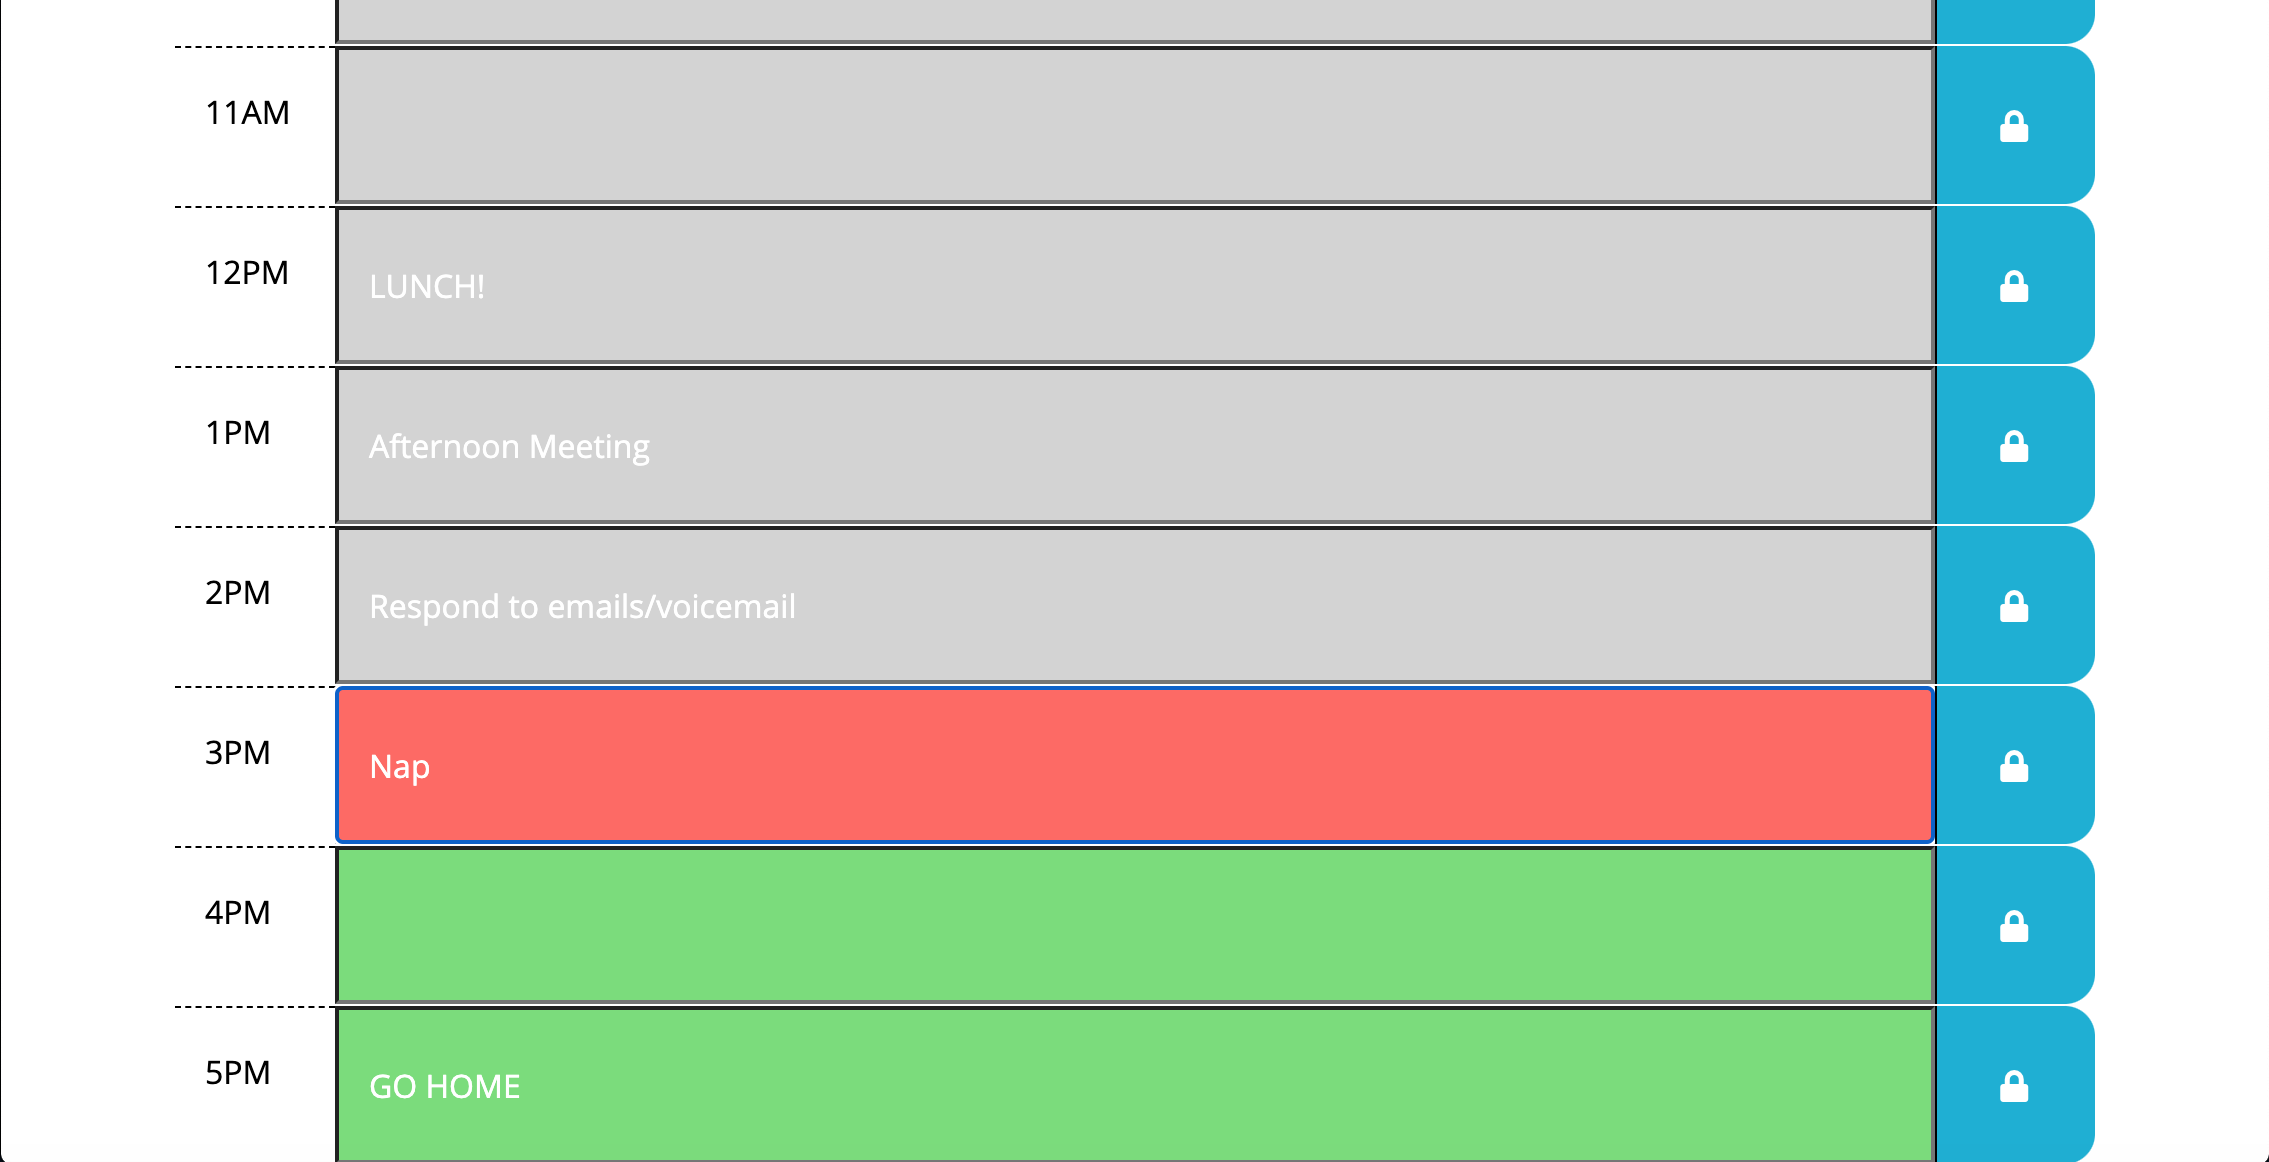 11AM
12PM
LUNCH!
1PM
Afternoon Meeting
2PM
Respond to emails/voicemail
3PM
Nap
4PM
5PM
GO HOME